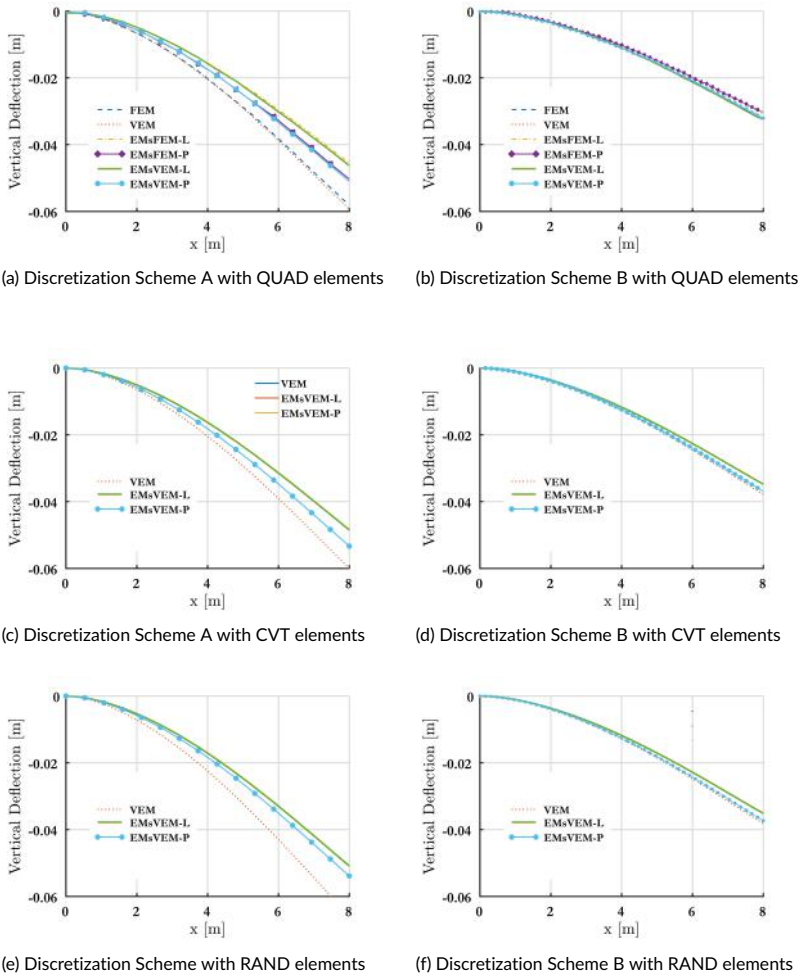 0
-0.02
-0.04
-0.06
Vertical Deflection [m]
FEM
VEM
EMsFEM-L
EMsFEM-P
EMsVEM-L
EMsVEM-P
0 2 4 6 8
x [m]
(a) Discretization Scheme A with QUAD elements
0
-0.02
-0.04
-0.06
Vertical Deflection [m]
FEM
VEM
EMsFEM-L
EMsFEM-P
EMsVEM-L
EMsVEM-P
0 2 4 6 8
x [m]
(b) Discretization Scheme B with QUAD elements
0
-0.02
-0.04
-0.06
Vertical Deflection [m]
VEM
EMsVEM-L
EMsVEM-P
VEM
EMsVEM-L
EMsVEM-P
0 2 4 6 8
x [m]
(c) Discretization Scheme A with CVT elements
0
-0.02
-0.04
-0.06
Vertical Deflection [m]
VEM
EMsVEM-L
EMsVEM-P
0 2 4 6 8
x [m]
(d) Discretization Scheme B with CVT elements
0
-0.02
-0.04
-0.06
Vertical Deflection [m]
VEM
EMsVEM-L
EMsVEM-P
0 2 4 6 8
x [m]
(e) Discretization Scheme with RAND elements
0
-0.02
-0.04
-0.06
Vertical Deflection [m]
VEM
EMsVEM-L
EMsVEM-P
0 2 4 6 8
x [m]
(f) Discretization Scheme B with RAND elements